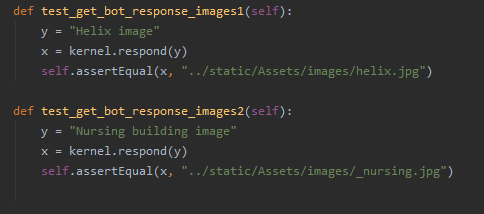 def test_get_bot_response_images1(self):
y = "Helix image"
x = kernel.respond(y)
self.assertEqual(x, "../static/Assets/images/helix.jpg")
def test_get_bot_response_images2(self):
y = "Nursing building image"
x = kernel.respond(y)
self.assertEqual(x, "../static/Assets/images/_nursing.jpg")